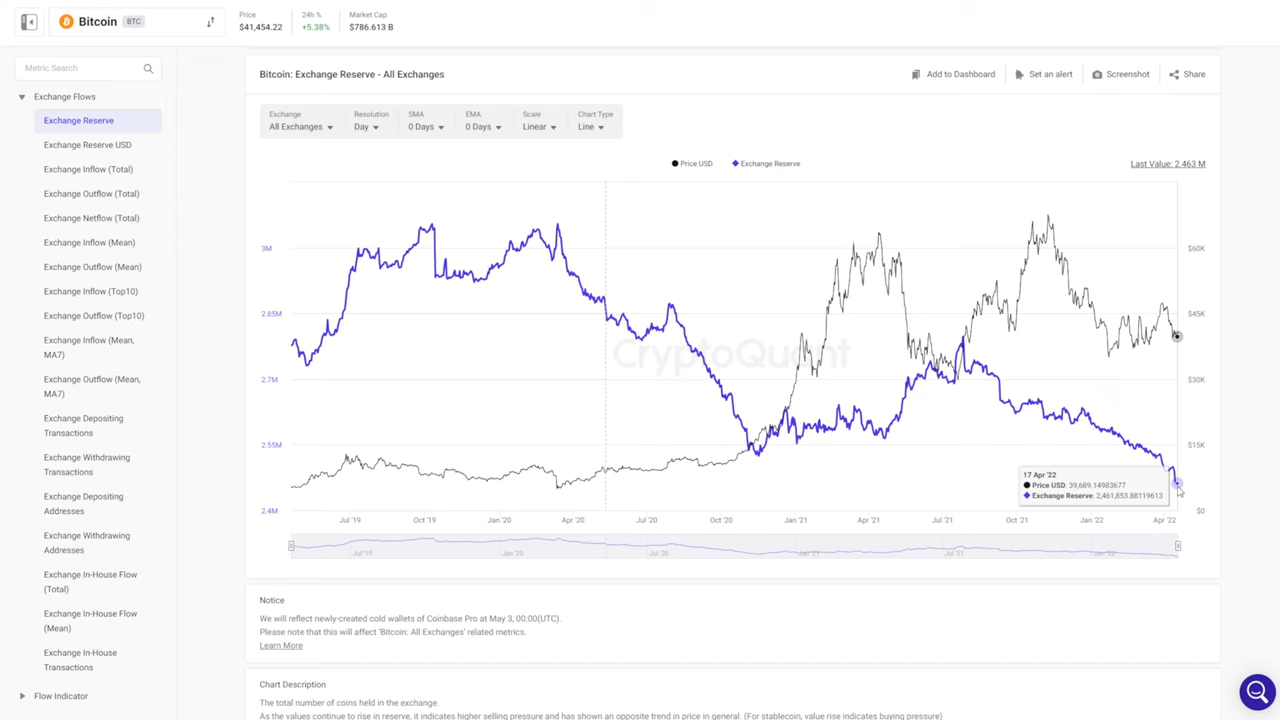 Bitcoin BTC
Price
$41,454.22
24h %
+5.38%
Market Cap
$786.613 B
Metric Search
Exchange Flows
Exchange Reserve
Exchange Reserve USD
Exchange Inflow (Total)
Exchange Outflow (Total)
Exchange Netflow (Total)
Exchange Inflow (Mean)
Exchange Outflow (Mean)
Exchange Inflow (Top10)
Exchange Outflow (Top10)
Exchange Inflow (Mean,
MA7)
Exchange Outflow (Mean,
MA7)
Exchange Depositing
Transactions
Exchange Withdrawing
Transactions
Exchange Depositing
Addresses
Exchange Withdrawing
Addresses
Exchange In-House Flow
(Total)
Exchange In-House Flow
(Mean)
Exchange In-House
Transactions
Flow Indicator
Bitcoin: Exchange Reserve - All Exchanges
Add to Dashboard
Set an alert
Screenshot
Share
Exchange
All Exchanges
Resolution
Day
SMA
0 Days
EMA
0 Days
Scale
Linear
Chart Type
Line
Price USD Exchange Reserve
Last Value: 2.463 M
3M
2.85M
2.7M
2.55M
2.4M
$60K
$45K
$30K
$15K
$0
CryptoQuant
17 Apr '22
Price USD: 39,689.14983677
Exchange Reserve: 2,461,853.88119613
Jul '19 Oct '19 Jan '20 Apr '20 Jul '20 Oct '20 Jan '21 Apr '21 Jul '21 Oct '21 Jan '22 Apr '22
Jul '19 Jan '20 Jul '20 Jan '21 Jul '21 Jan '22
Notice
We will reflect newly-created cold wallets of Coinbase Pro at May 3, 00:00(UTC).
Please note that this will affect 'Bitcoin: All Exchanges' related metrics.
Learn More
Chart Description
The total number of coins held in the exchange.
As the values continue to rise in reserve, it indicates higher selling pressure and has shown an opposite trend in price in general. (For stablecoin, value rise indicates buying pressure)